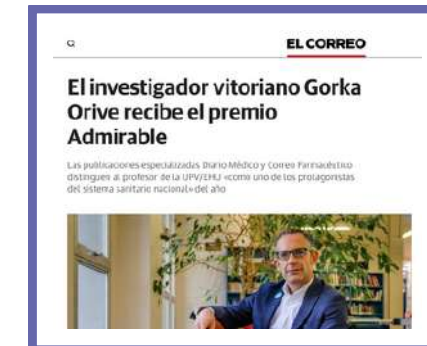 EL CORREO
El investigador vitoriano Gorka
Orive recibe el premio
Admirable
Las publicaciones especializadas Diario Médico y Correo Farmacéutico
distinguen al profesor de la UPV/EHU «como uno de los protagonistas
del sistema sanitario nacional» del año